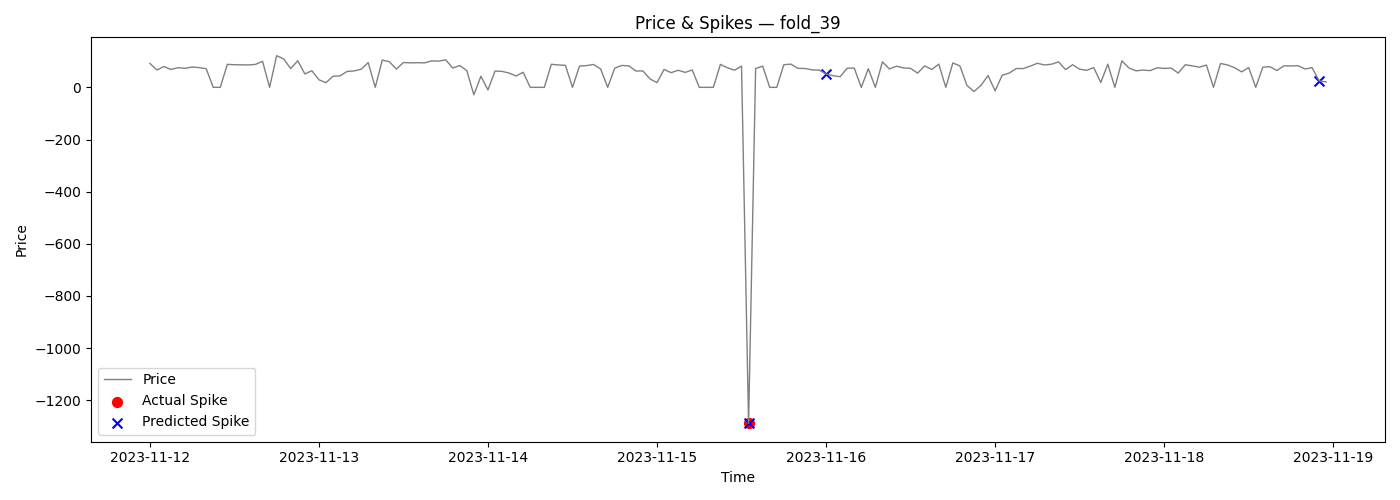 Price & Spikes — fold_39
Price
0
−200
−400
−600
−800
−1000
−1200
Price
Actual Spike
Predicted Spike
2023-11-12
2023-11-13
2023-11-14
2023-11-15
2023-11-16
2023-11-17
2023-11-18
2023-11-19
Time